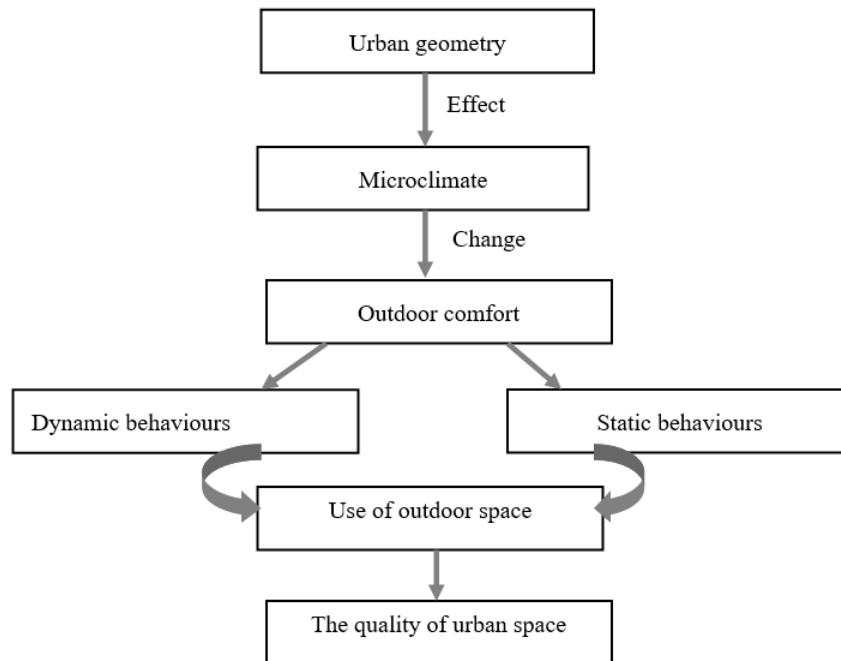 Urban geometry
Effect
Microclimate
Change
Outdoor comfort
Dynamic behaviours
Static behaviours
Use of outdoor space
The quality of urban space